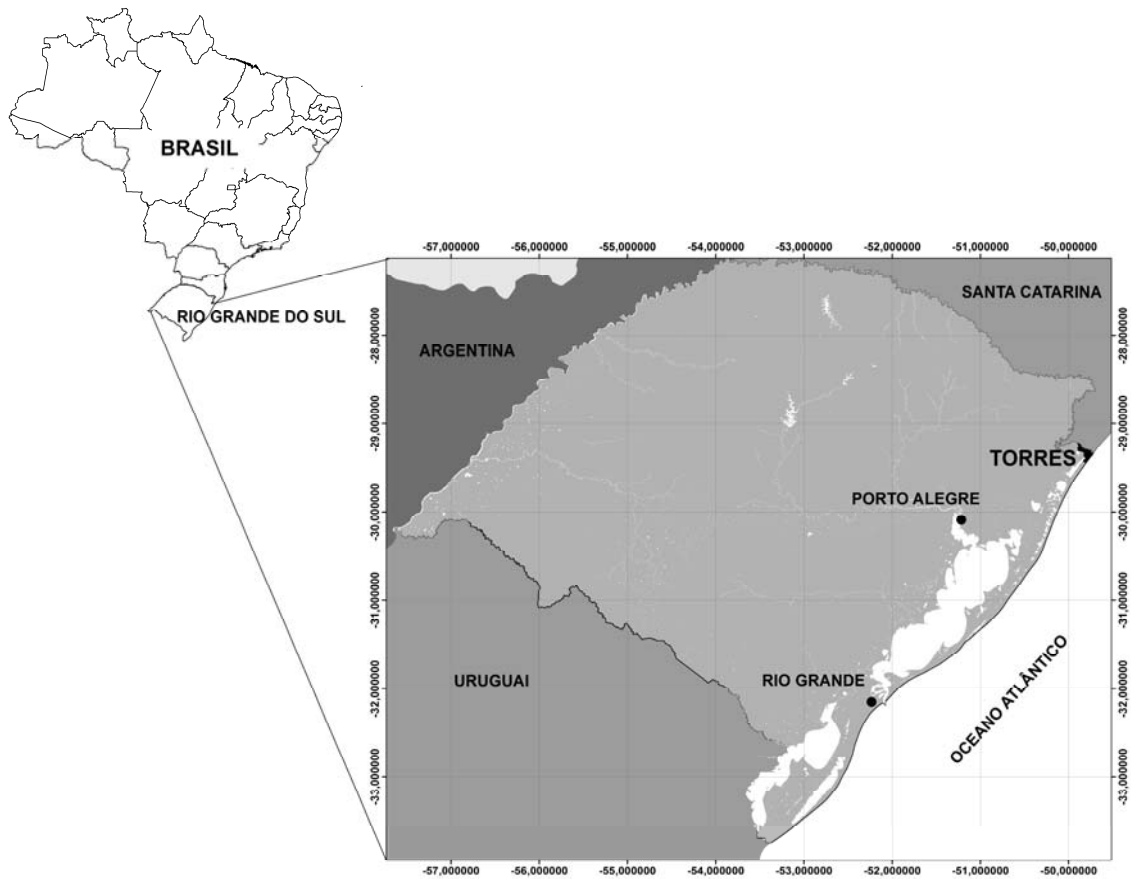 BRASIL
RIO GRANDE DO SUL
-57,000000 -56,000000 -55,000000 -54,000000 -53,000000 -52,000000 -51,000000 -50,000000
SANTA CATARINA
ARGENTINA
TORRES
PORTO ALEGRE
URUGUAI
RIO GRANDE
OCEANO ATLÂNTICO
-28,000000
-29,000000
-30,000000
-31,000000
-32,000000
-33,000000
-28,000000
-29,000000
-30,000000
-31,000000
-32,000000
-33,000000
-57,000000 -56,000000 -55,000000 -54,000000 -53,000000 -52,000000 -51,000000 -50,000000